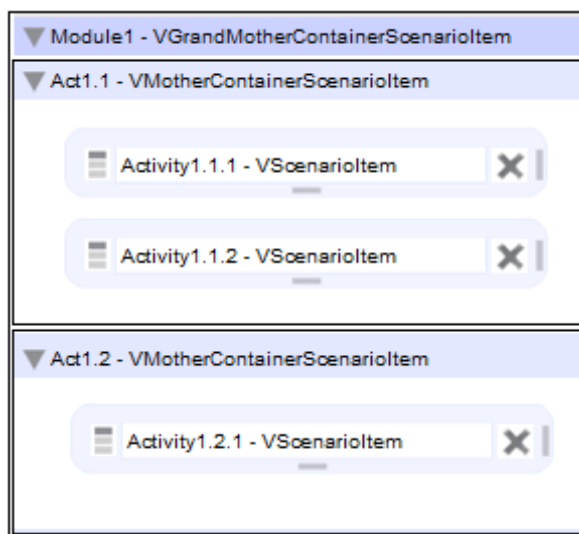 Module1 - VGrandMotherContainerScenarioItem
Act1.1 - VMotherContainerScenarioItem
Activity1.1.1 - VScenarioItem
Activity1.1.2 - VScenarioItem
Act1.2 - VMotherContainerScenarioItem
Activity1.2.1 - VScenarioItem